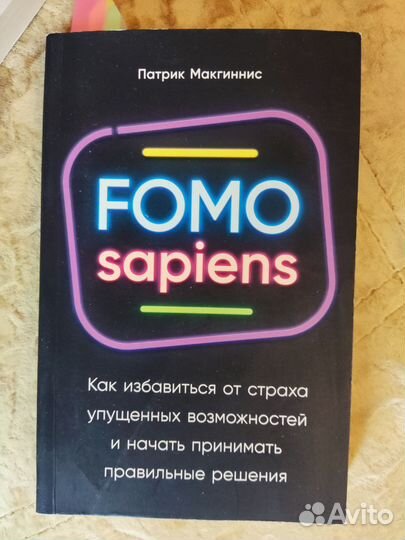 Патрик Макгиннис
FOMO
sapiens
Как избавиться от страха
упущенных возможностей
и начать принимать
правильные решения
Avito